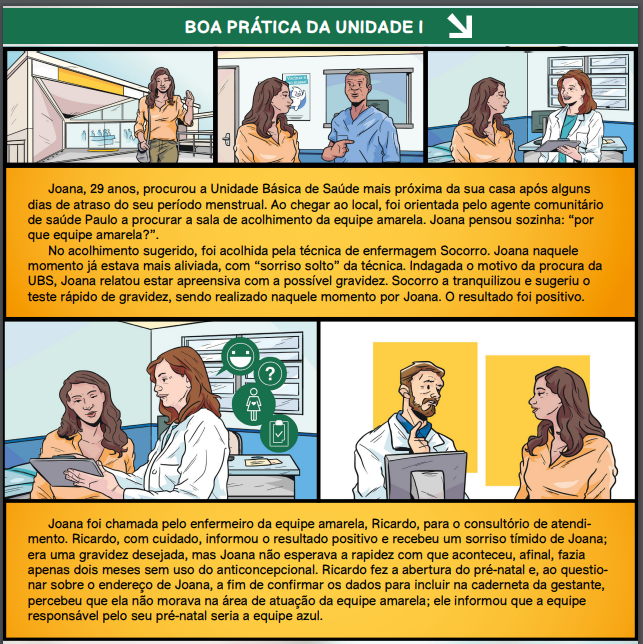 BOA PRÁTICA DA UNIDADE I
Joana, 29 anos, procurou a Unidade Básica de Saúde mais próxima da sua casa após alguns
dias de atraso do seu período menstrual. Ao chegar ao local, foi orientada pelo agente comunitário
de saúde Paulo a procurar a sala de acolhimento da equipe amarela. Joana pensou sozinha: “por
que equipe amarela?”.
No acolhimento sugerido, foi acolhida pela técnica de enfermagem Socorro. Joana naquele
momento já estava mais aliviada, com “sorriso solto” da técnica. Indagada o motivo da procura da
UBS, Joana relatou estar apreensiva com a possível gravidez. Socorro a tranquilizou e sugeriu o
teste rápido de gravidez, sendo realizado naquele momento por Joana. O resultado foi positivo.
?
Joana foi chamada pelo enfermeiro da equipe amarela, Ricardo, para o consultório de atendi-
mento. Ricardo, com cuidado, informou o resultado positivo e recebeu um sorriso tímido de Joana;
era uma gravidez desejada, mas Joana não esperava a rapidez com que aconteceu, afinal, fazia
apenas dois meses sem uso do anticoncepcional. Ricardo fez a abertura do pré-natal e, ao questio-
nar sobre o endereço de Joana, a fim de confirmar os dados para incluir na caderneta da gestante,
percebeu que ela não morava na área de atuação da equipe amarela; ele informou que a equipe
responsável pelo seu pré-natal seria a equipe azul.